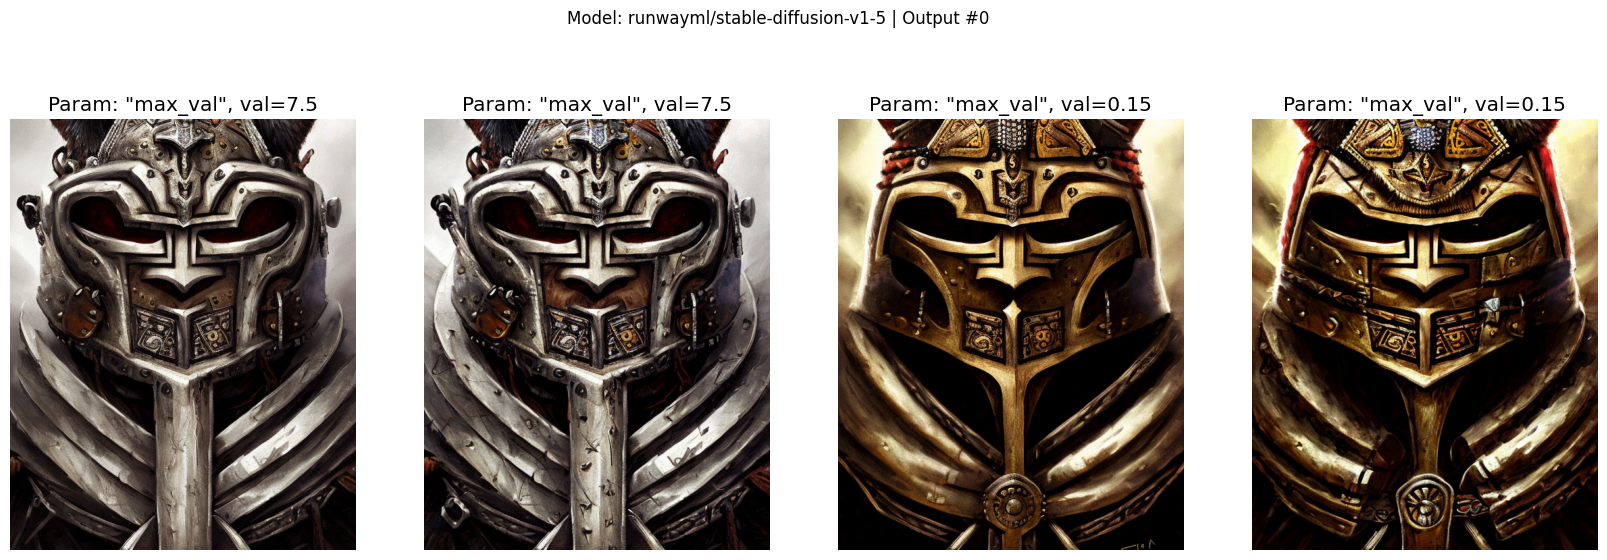 Model: runwayml/stable-diffusion-v1-5 | Output #0
Param: "max_val", val=7.5
Param: "max_val", val=7.5
Param: "max_val", val=0.15
Param: "max_val", val=0.15